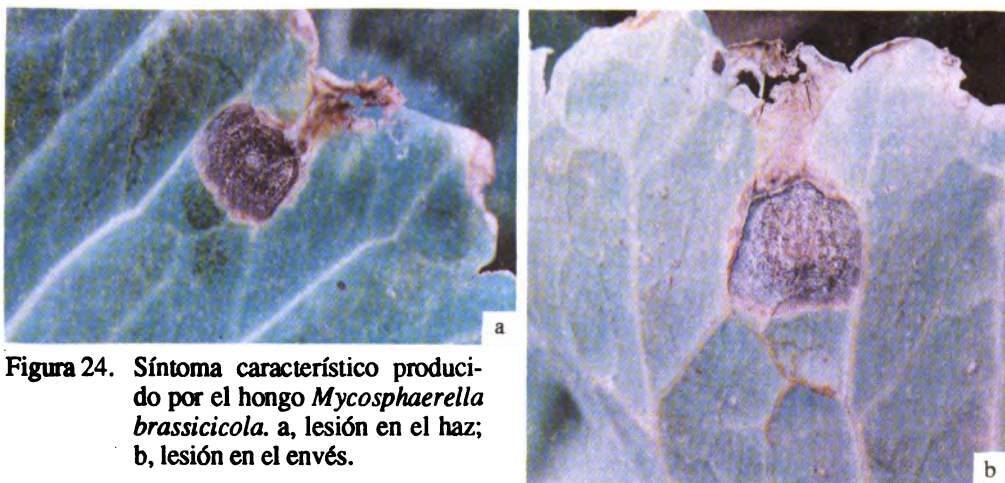 a
Figura 24. Síntoma característico produci-
do por el hongo Mycosphaerella
brassicicola. a, lesión en el haz;
b, lesión en el envés.
b